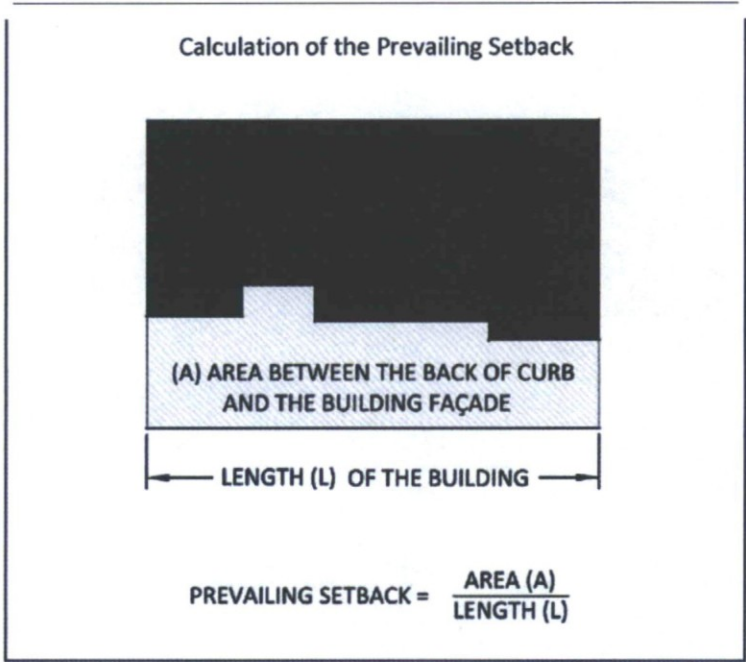 Calculation of the Prevailing Setback
(A) AREA BETWEEN THE BACK OF CURB
AND THE BUILDING FAÇADE
LENGTH (L) OF THE BUILDING
PREVAILING SETBACK = AREA (A)
LENGTH (L)